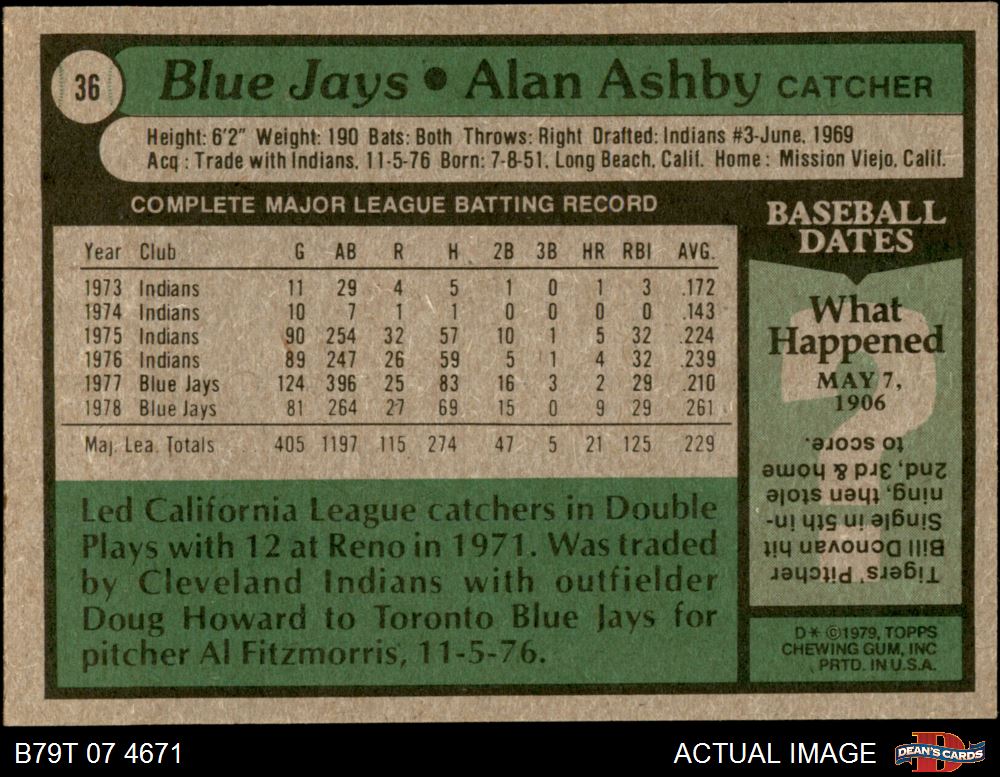 36
Blue Jays • Alan Ashby CATCHER
Height: 6'2" Weight: 190 Bats: Both Throws: Right Drafted: Indians #3-June, 1969
Acq : Trade with Indians, 11-5-76 Born: 7-8-51, Long Beach, Calif. Home : Mission Viejo, Calif.
COMPLETE MAJOR LEAGUE BATTING RECORD
Year Club G AB R H 2B 3B HR RBI AVG.
1973 Indians 11 29 4 5 1 0 1 3 .172
1974 Indians 10 7 1 1 0 0 0 0 .143
1975 Indians 90 254 32 57 10 1 5 32 .224
1976 Indians 89 247 26 59 5 1 4 32 .239
1977 Blue Jays 124 396 25 83 16 3 2 29 .210
1978 Blue Jays 81 264 27 69 15 0 9 29 .261
Maj. Lea. Totals 405 1197 115 274 47 5 21 125 .229
Led California League catchers in Double
Plays with 12 at Reno in 1971. Was traded
by Cleveland Indians with outfielder
Doug Howard to Toronto Blue Jays for
pitcher Al Fitzmorris, 11-5-76.
BASEBALL
DATES
What
Happened
MAY 7,
1906
Tigers' Pitcher
Bill Donovan hit
Single in 5th in-
ning, then stole
2nd, 3rd & home
to score.
D* ©1979, TOPPS
CHEWING GUM, INC
PRTD. IN U.S.A.
B79T 07 4671
ACTUAL IMAGE
DEAN'S CARDS